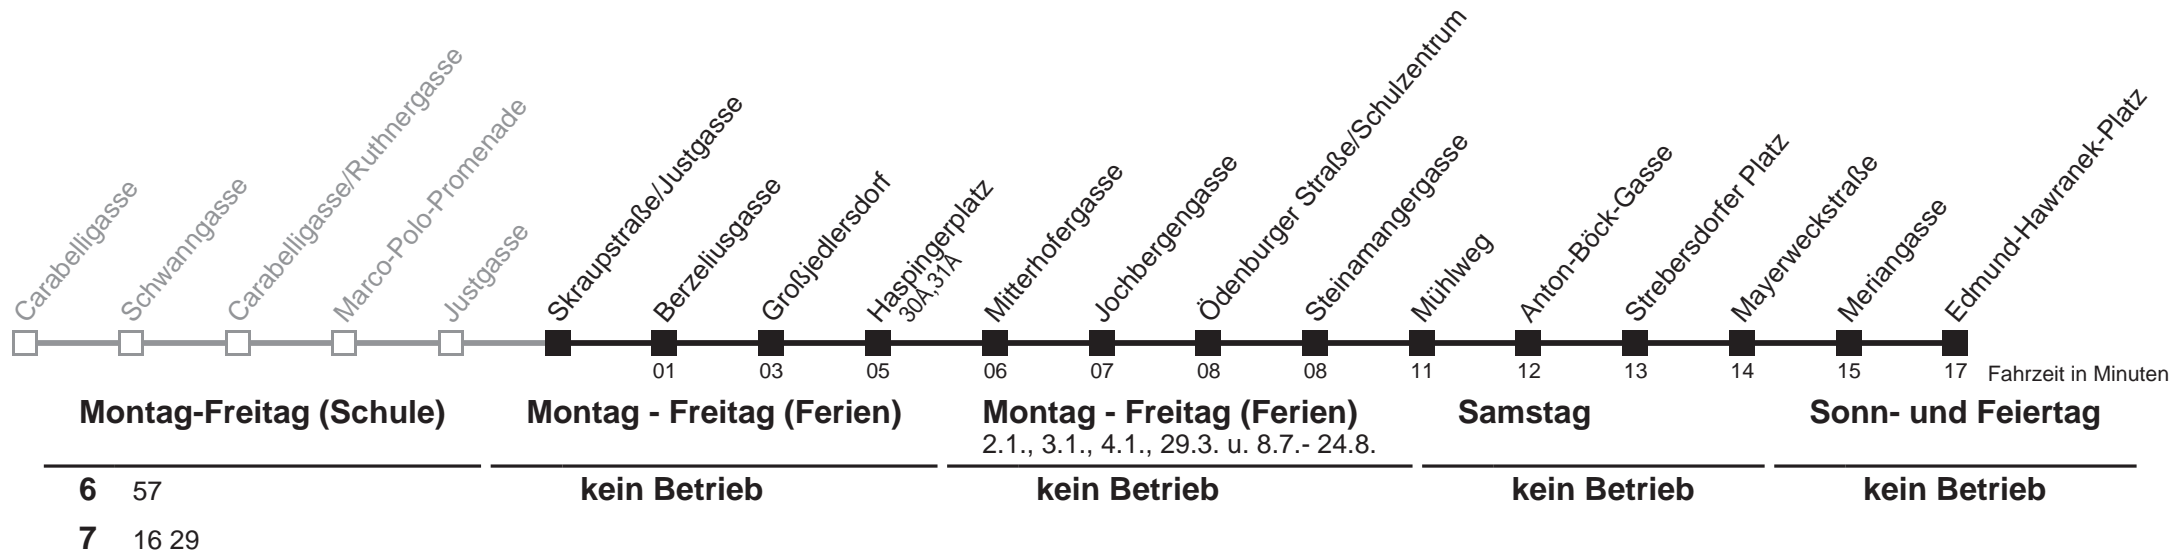 Carabelligasse
Schwanngasse
Carabelligasse/Ruthnergasse
Marco-Polo-Promenade
Justgasse
Skraupstraße/Justgasse
Berzeliusgasse
Großjedlersdorf
Haspingerplatz
30A,31A
Mitterhofergasse
Jochbergengasse
Ödenburger Straße/Schulzentrum
Steinamangergasse
Mühlweg
Anton-Böck-Gasse
Strebersdorfer Platz
Mayerweckstraße
Meriangasse
Edmund-Hawranek-Platz
01 03 05 06 07 08 08 11 12 13 14 15 17 Fahrzeit in Minuten
Montag-Freitag (Schule) Montag - Freitag (Ferien) Montag - Freitag (Ferien) Samstag Sonn- und Feiertag
2.1., 3.1., 4.1., 29.3. u. 8.7.- 24.8.
6 57 kein Betrieb kein Betrieb kein Betrieb kein Betrieb
7 16 29